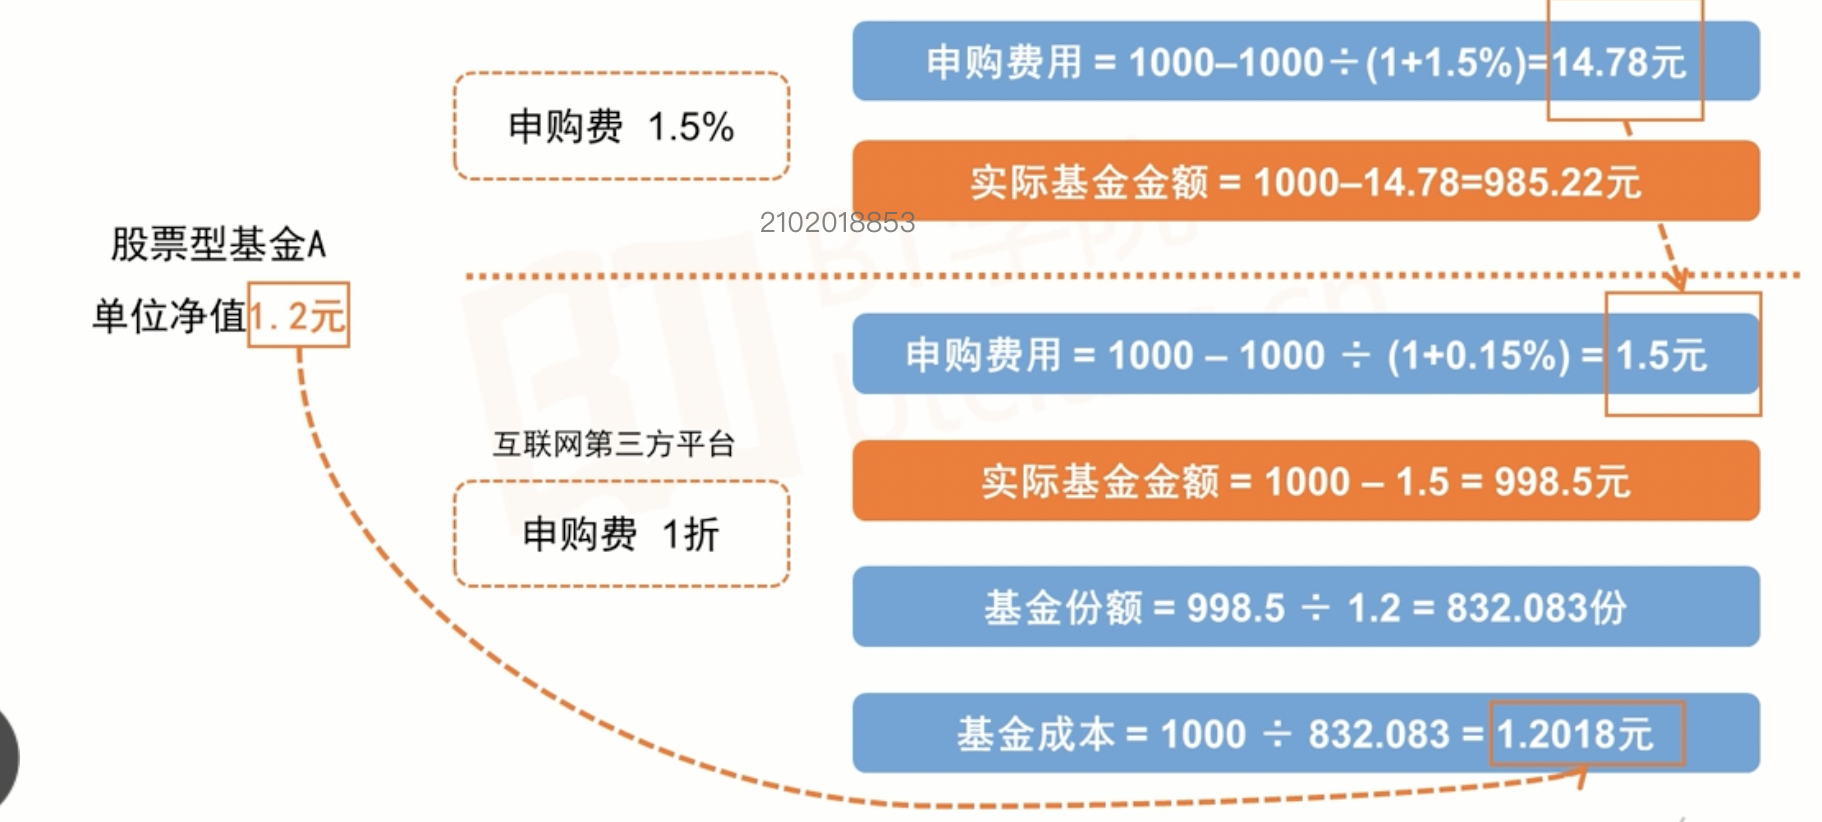 申购费用 = 1000–1000÷(1+1.5%)=14.78元
申购费 1.5%
实际基金金额 = 1000–14.78=985.22元
2102018853
BT学院
股票型基金A
单位净值1.2元
申购费用 = 1000 – 1000 ÷ (1+0.15%) = 1.5元
互联网第三方平台
实际基金金额 = 1000 – 1.5 = 998.5元
申购费 1折
基金份额 = 998.5 ÷ 1.2 = 832.083份
基金成本 = 1000 ÷ 832.083 = 1.2018元